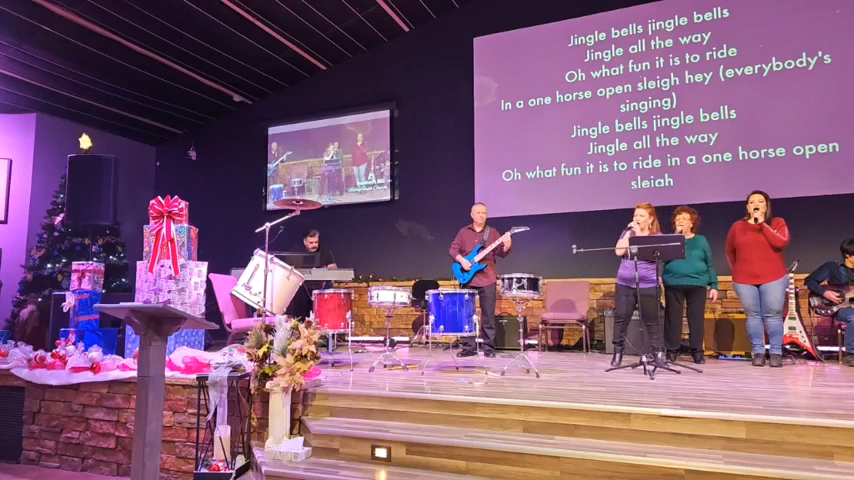 Jingle bells jingle bells
Jingle all the way
Oh what fun it is to ride
In a one horse open sleigh hey (everybody's
singing)
Jingle bells jingle bells
Jingle all the way
Oh what fun it is to ride in a one horse open
sleiah